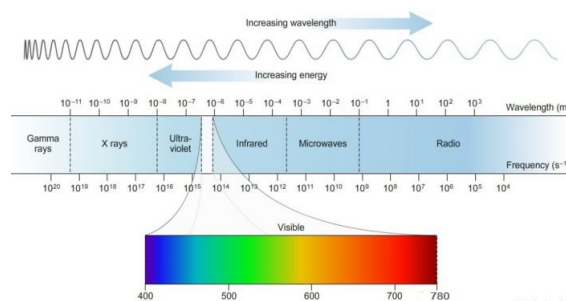 Increasing wavelength
Increasing energy
10⁻¹¹ 10⁻¹⁰ 10⁻⁹ 10⁻⁸ 10⁻⁷ 10⁻⁶ 10⁻⁵ 10⁻⁴ 10⁻³ 10⁻² 10⁻¹ 1 10¹ 10² 10³ Wavelength (m
Gamma rays X rays Ultra-violet Infrared Microwaves Radio
Frequency (s⁻¹
10²⁰ 10¹⁹ 10¹⁸ 10¹⁷ 10¹⁶ 10¹⁵ 10¹⁴ 10¹³ 10¹² 10¹¹ 10¹⁰ 10⁹ 10⁸ 10⁷ 10⁶ 10⁵ 10⁴
Visible
400 500 600 700 780